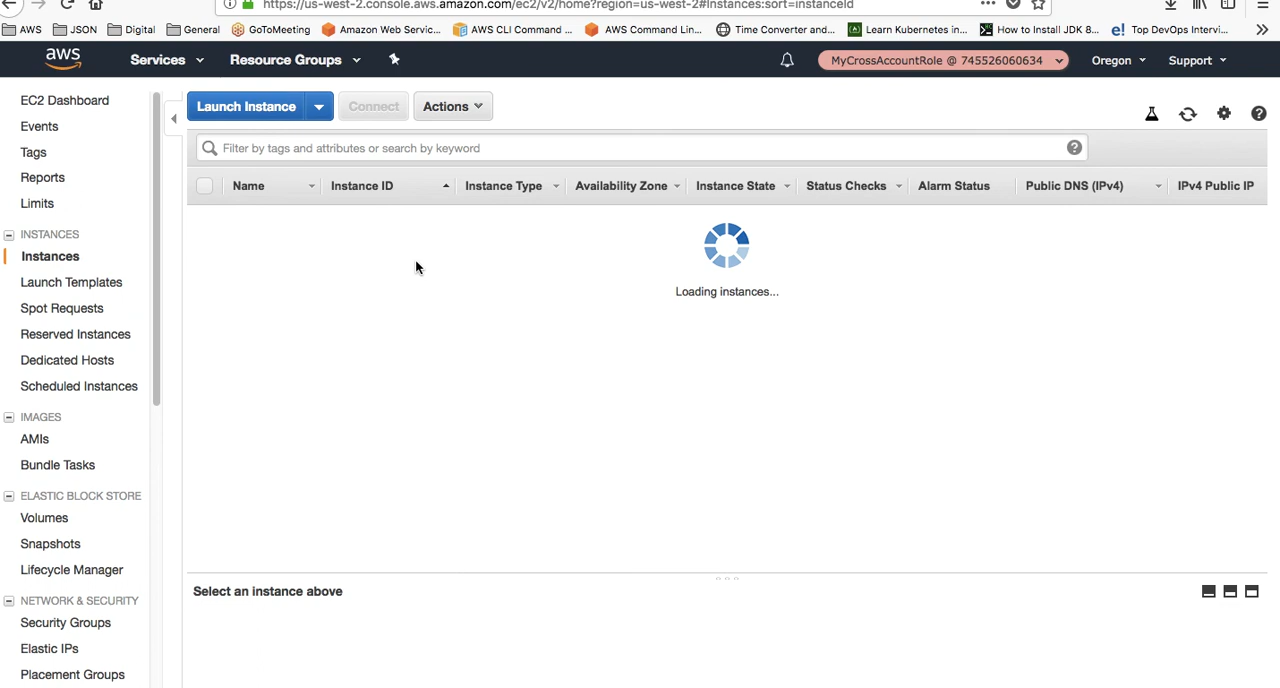 https://us-west-2.console.aws.amazon.com/ec2/v2/home?region=us-west-2#Instances:sort=instanceId
AWS JSON Digital General GoToMeeting Amazon Web Servic... AWS CLI Command ... AWS Command Lin... Time Converter and... Learn Kubernetes in... How to Install JDK 8... Top DevOps Intervi...
aws Services Resource Groups MyCrossAccountRole @ 745526060634 Oregon Support
EC2 Dashboard
Events
Tags
Reports
Limits
INSTANCES
Instances
Launch Templates
Spot Requests
Reserved Instances
Dedicated Hosts
Scheduled Instances
IMAGES
AMIs
Bundle Tasks
ELASTIC BLOCK STORE
Volumes
Snapshots
Lifecycle Manager
NETWORK & SECURITY
Security Groups
Elastic IPs
Placement Groups
Launch Instance Connect Actions
Filter by tags and attributes or search by keyword
Name Instance ID Instance Type Availability Zone Instance State Status Checks Alarm Status Public DNS (IPv4) IPv4 Public IP
Loading instances...
Select an instance above